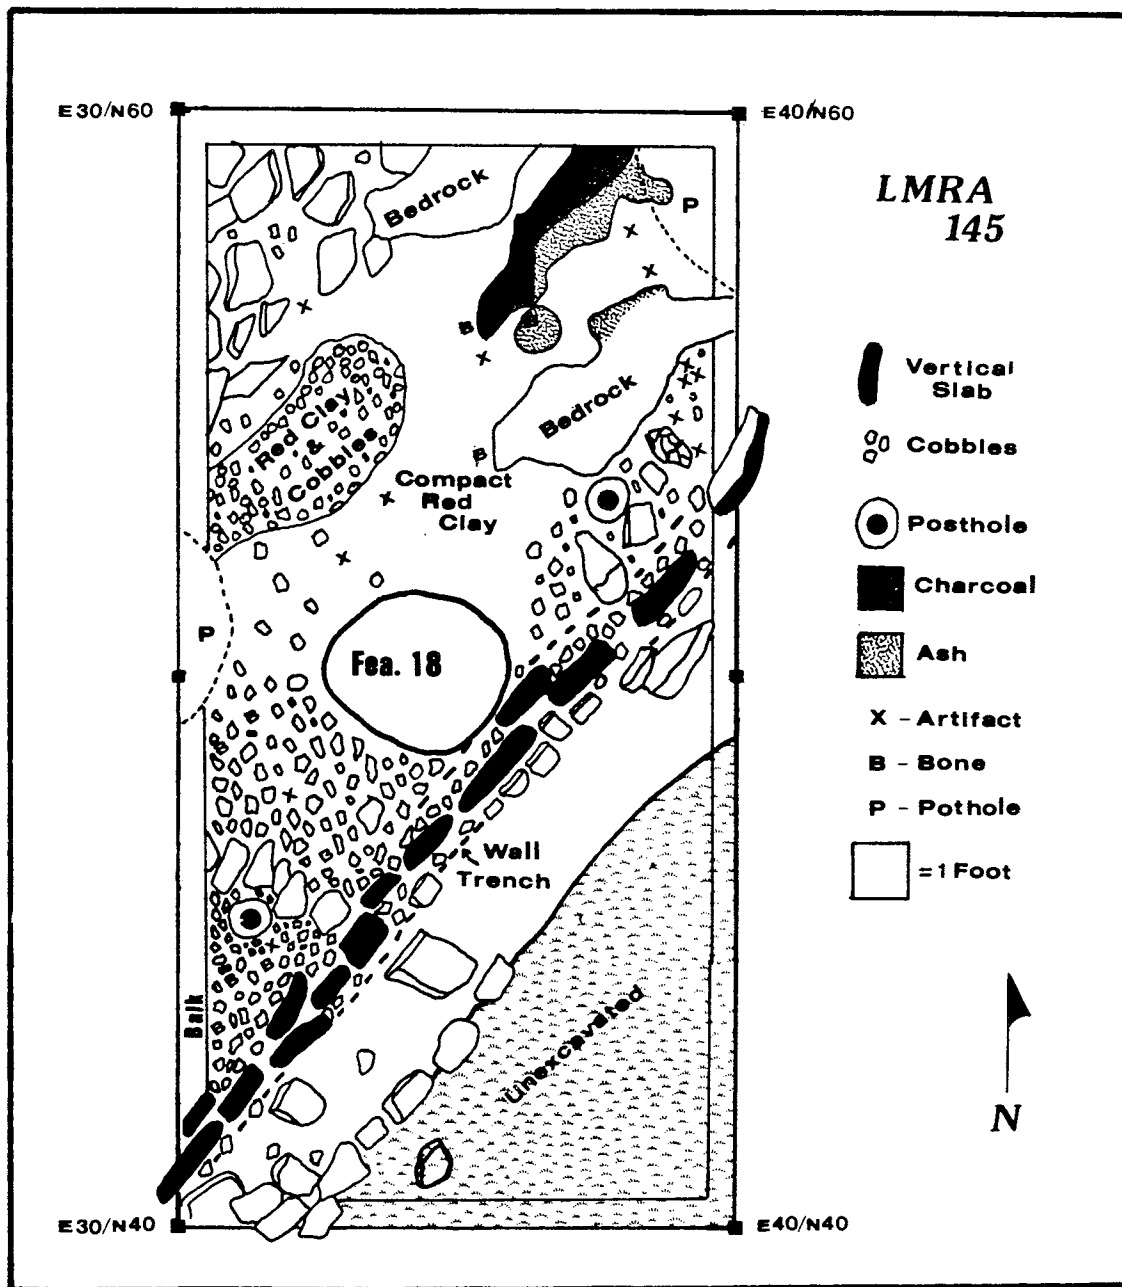 E30/N60
E40/N60
LMRA
145
Bedrock
P
B
Vertical
Slab
Cobbles
Red Clay
&
Cobbles
Bedrock
B
Compact
Red
Clay
Posthole
Charcoal
P
Fea. 18
Ash
X - Artifact
B - Bone
P - Pothole
= 1 Foot
Wall
Trench
Balk
Unexcavated
N
E30/N40
E40/N40